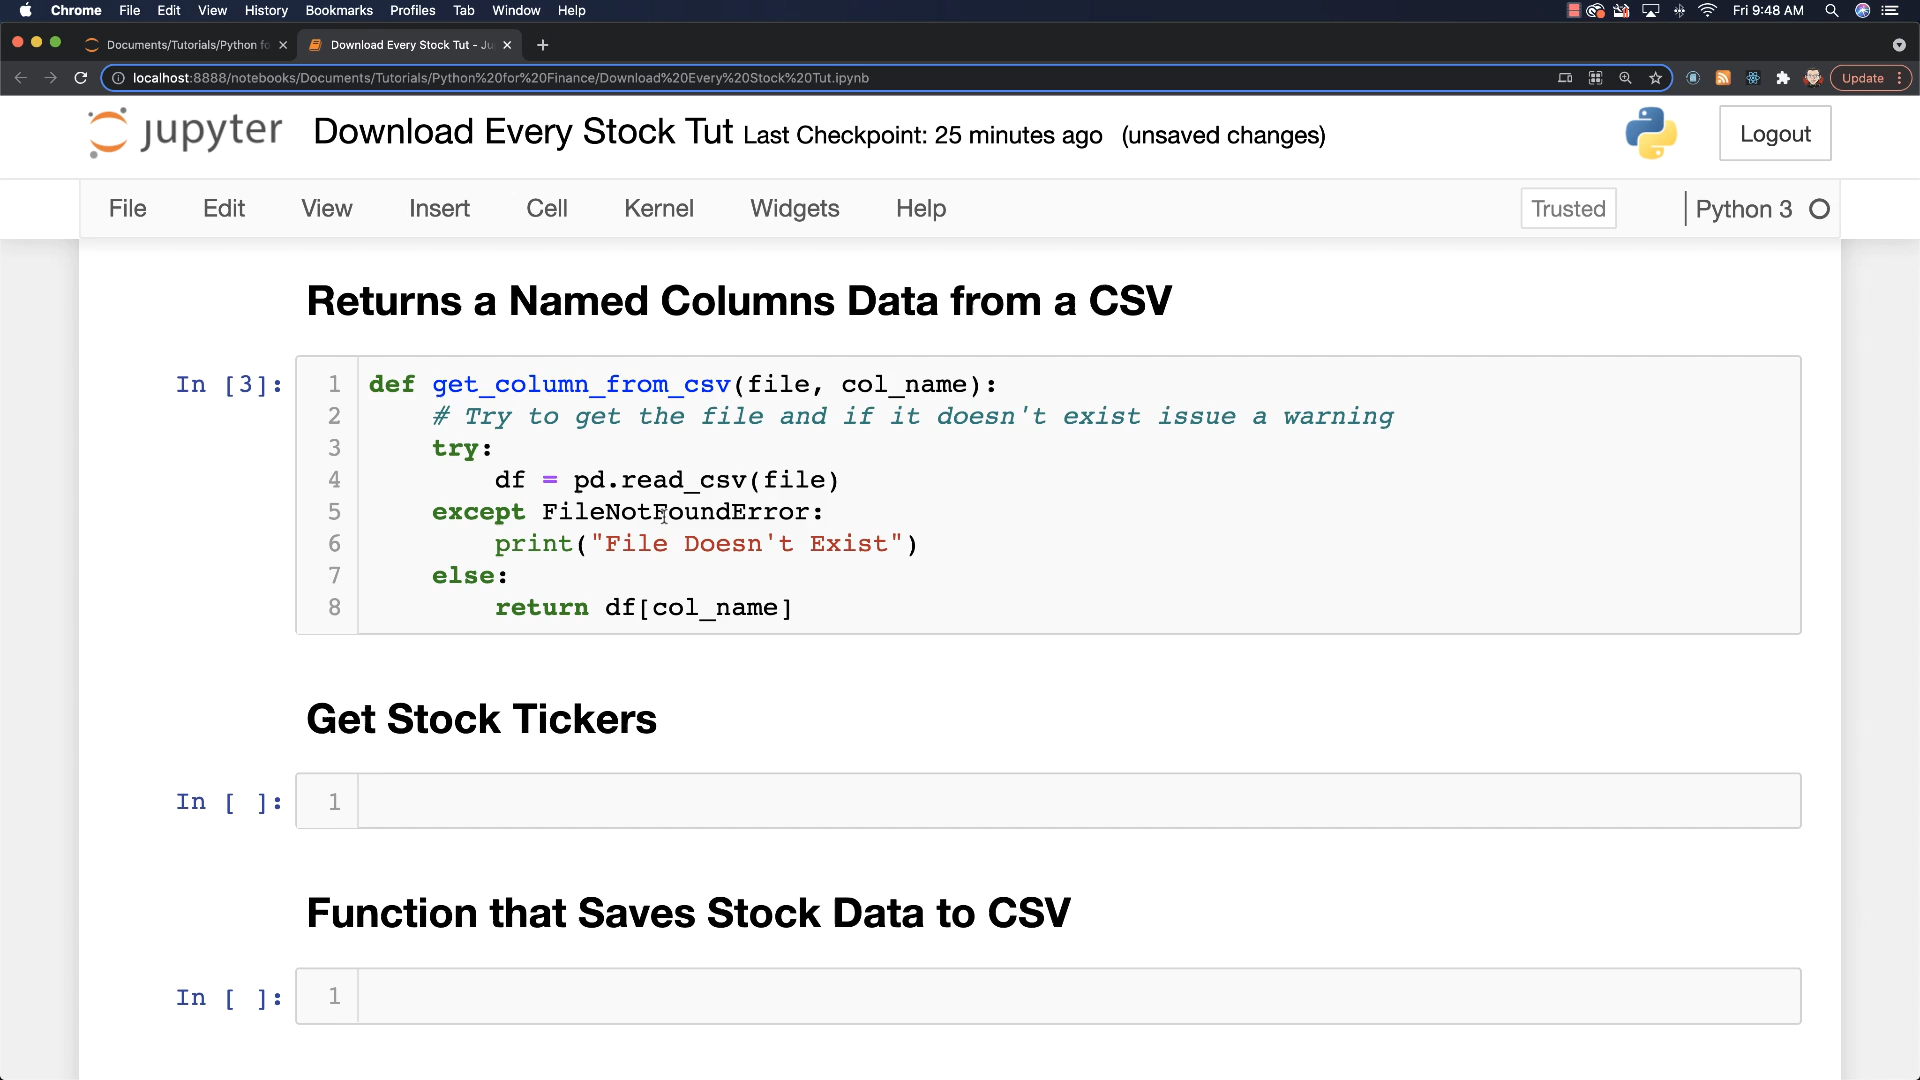 Chrome File Edit View History Bookmarks Profiles Tab Window Help Fri 9:48 AM
Documents/Tutorials/Python fo Download Every Stock Tut - Ju
localhost:8888/notebooks/Documents/Tutorials/Python%20for%20Finance/Download%20Every%20Stock%20Tut.ipynb Update
jupyter Download Every Stock Tut Last Checkpoint: 25 minutes ago (unsaved changes) Logout
File Edit View Insert Cell Kernel Widgets Help Trusted Python 3
Returns a Named Columns Data from a CSV
In [3]: 1 def get_column_from_csv(file, col_name):
2 # Try to get the file and if it doesn't exist issue a warning
3 try:
4 df = pd.read_csv(file)
5 except FileNotFoundError:
6 print("File Doesn't Exist")
7 else:
8 return df[col_name]
Get Stock Tickers
In [ ]: 1
Function that Saves Stock Data to CSV
In [ ]: 1